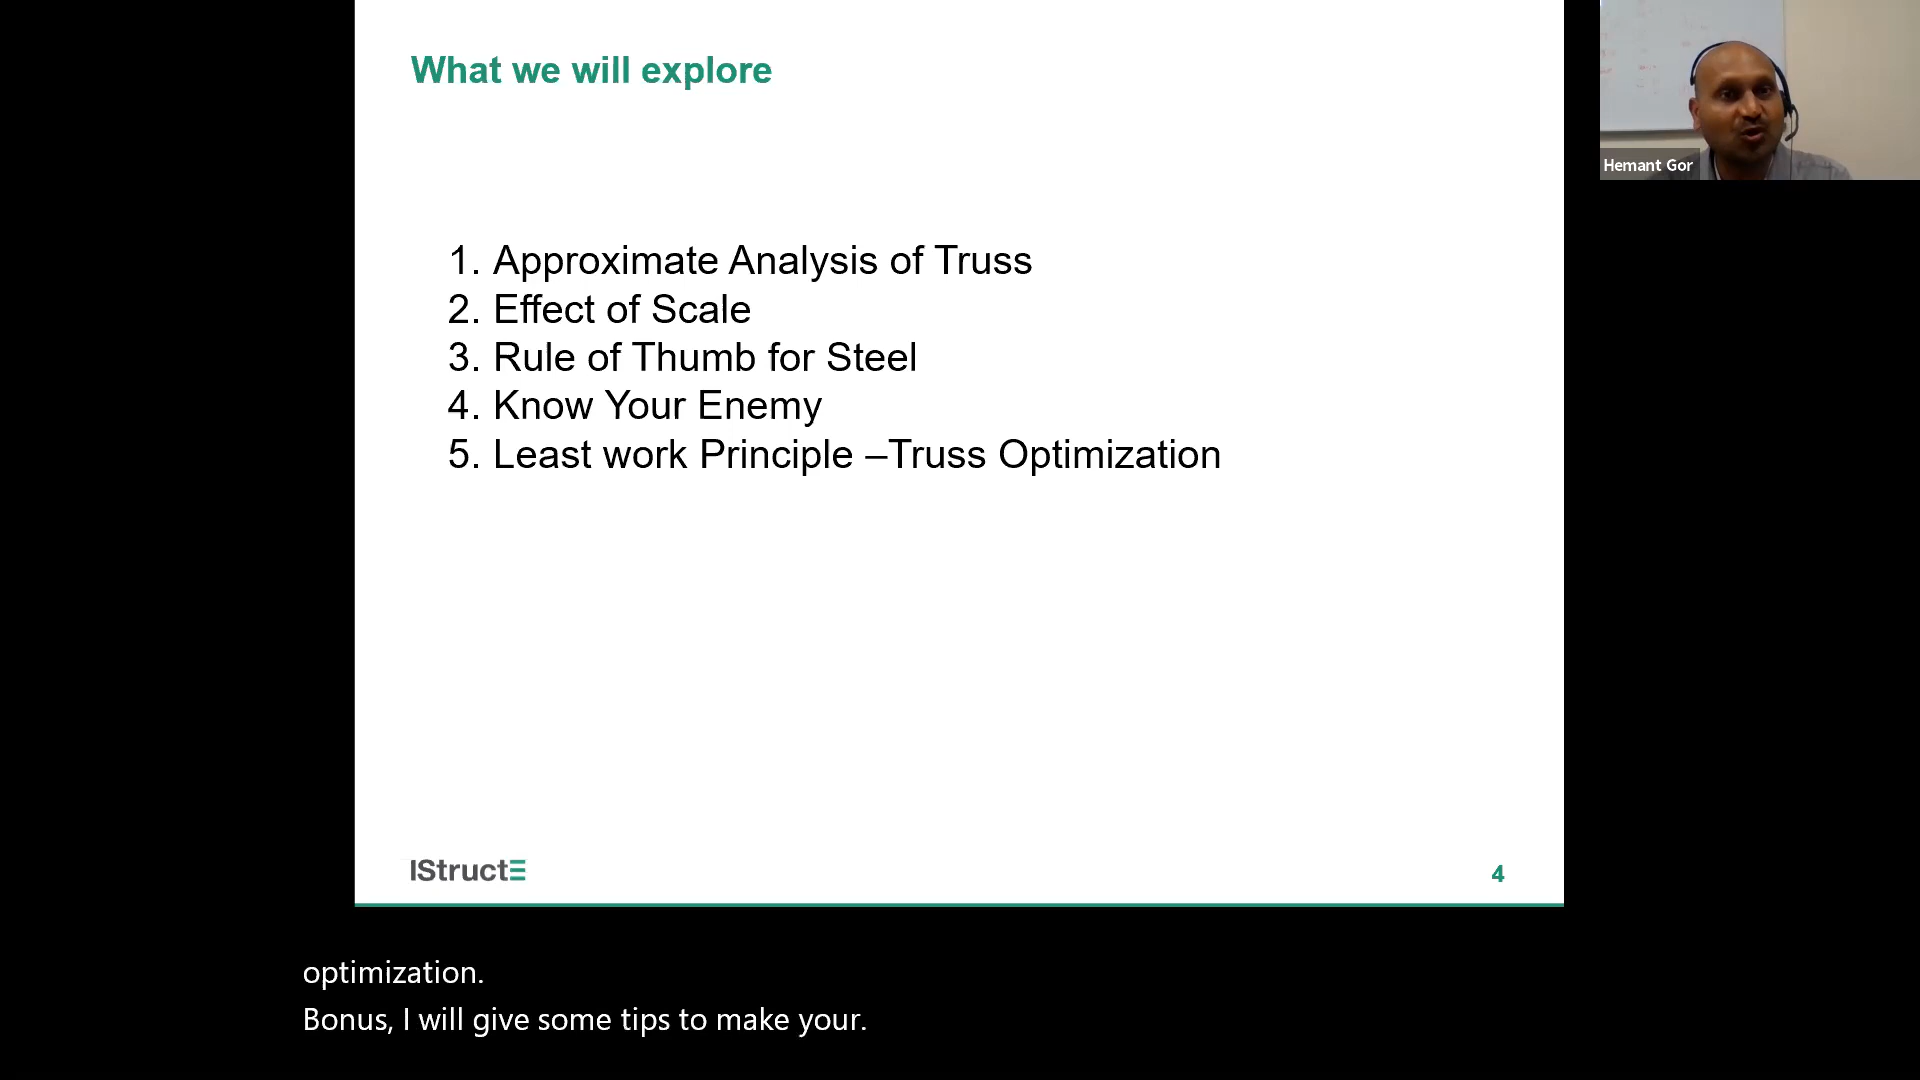 What we will explore
Hemant Gor
1. Approximate Analysis of Truss
2. Effect of Scale
3. Rule of Thumb for Steel
4. Know Your Enemy
5. Least work Principle –Truss Optimization
IStructE
4
optimization.
Bonus, I will give some tips to make your.